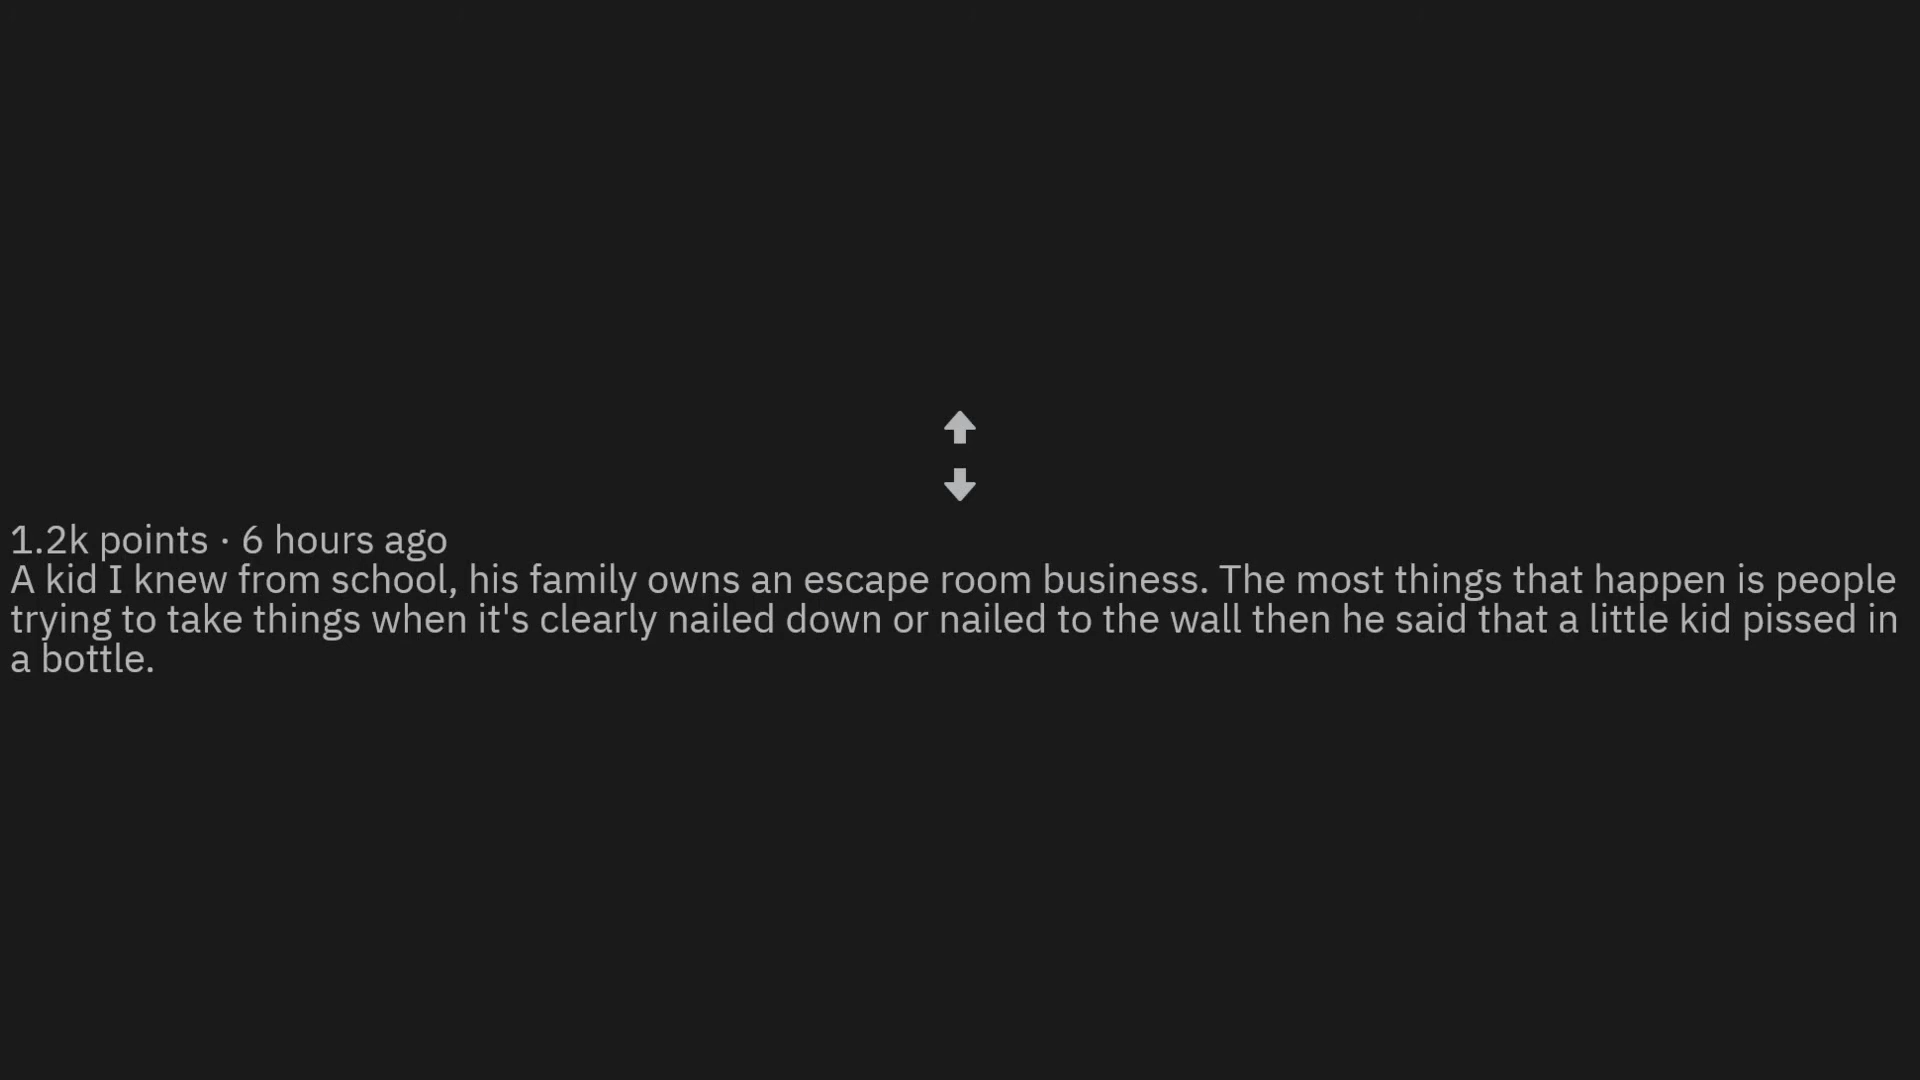 1.2k points · 6 hours ago
A kid I knew from school, his family owns an escape room business. The most things that happen is people
trying to take things when it's clearly nailed down or nailed to the wall then he said that a little kid pissed in
a bottle.